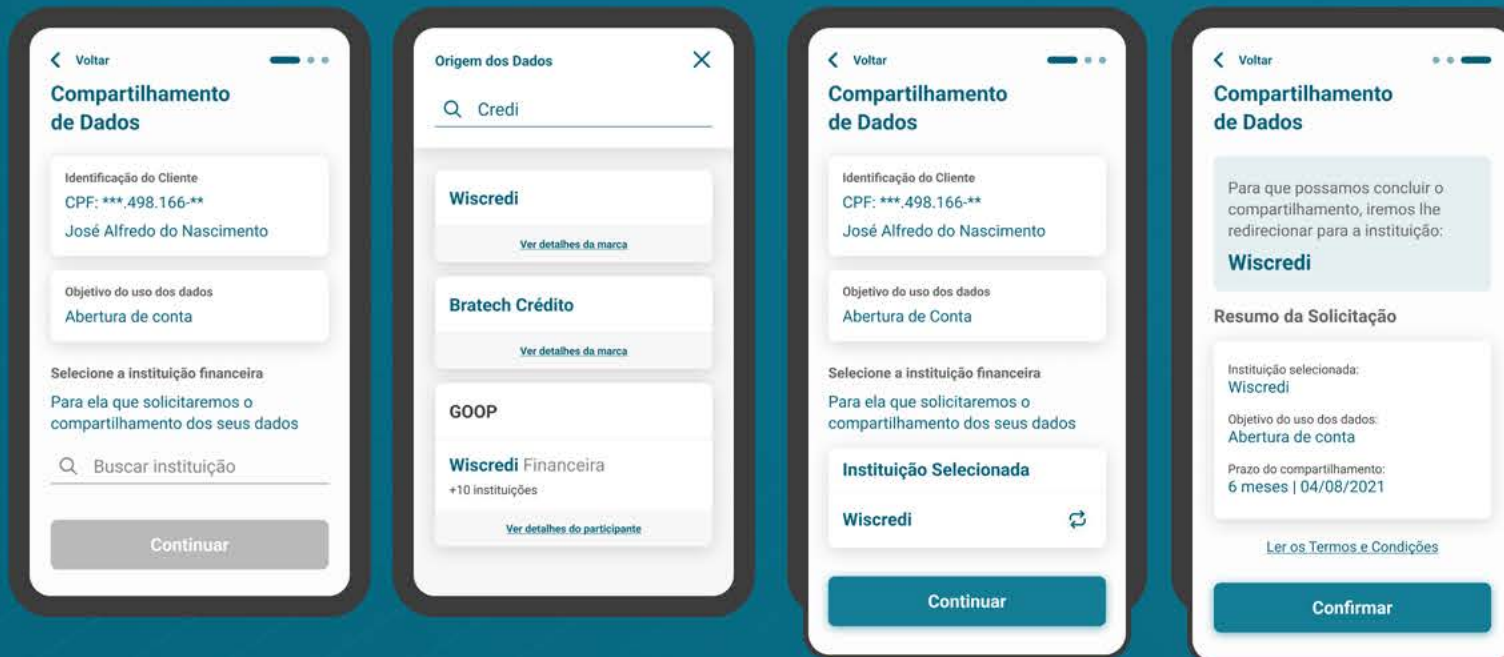 Voltar
Compartilhamento
de Dados
Identificação do Cliente
CPF: ***.498.166-**
José Alfredo do Nascimento
Objetivo do uso dos dados
Abertura de conta
Selecione a instituição financeira
Para ela que solicitaremos o
compartilhamento dos seus dados
Buscar instituição
Continuar
Origem dos Dados
Credi
Wiscredi
Ver detalhes da marca
Bratech Crédito
Ver detalhes da marca
GOOP
Wiscredi Financeira
+10 instituições
Ver detalhes do participante
Voltar
Compartilhamento
de Dados
Identificação do Cliente
CPF: ***.498.166-**
José Alfredo do Nascimento
Objetivo do uso dos dados
Abertura de Conta
Selecione a instituição financeira
Para ela que solicitaremos o
compartilhamento dos seus dados
Instituição Selecionada
Wiscredi
Continuar
Voltar
Compartilhamento
de Dados
Para que possamos concluir o
compartilhamento, iremos lhe
redirecionar para a instituição:
Wiscredi
Resumo da Solicitação
Instituição selecionada:
Wiscredi
Objetivo do uso dos dados:
Abertura de conta
Prazo do compartilhamento:
6 meses | 04/08/2021
Ler os Termos e Condições
Confirmar